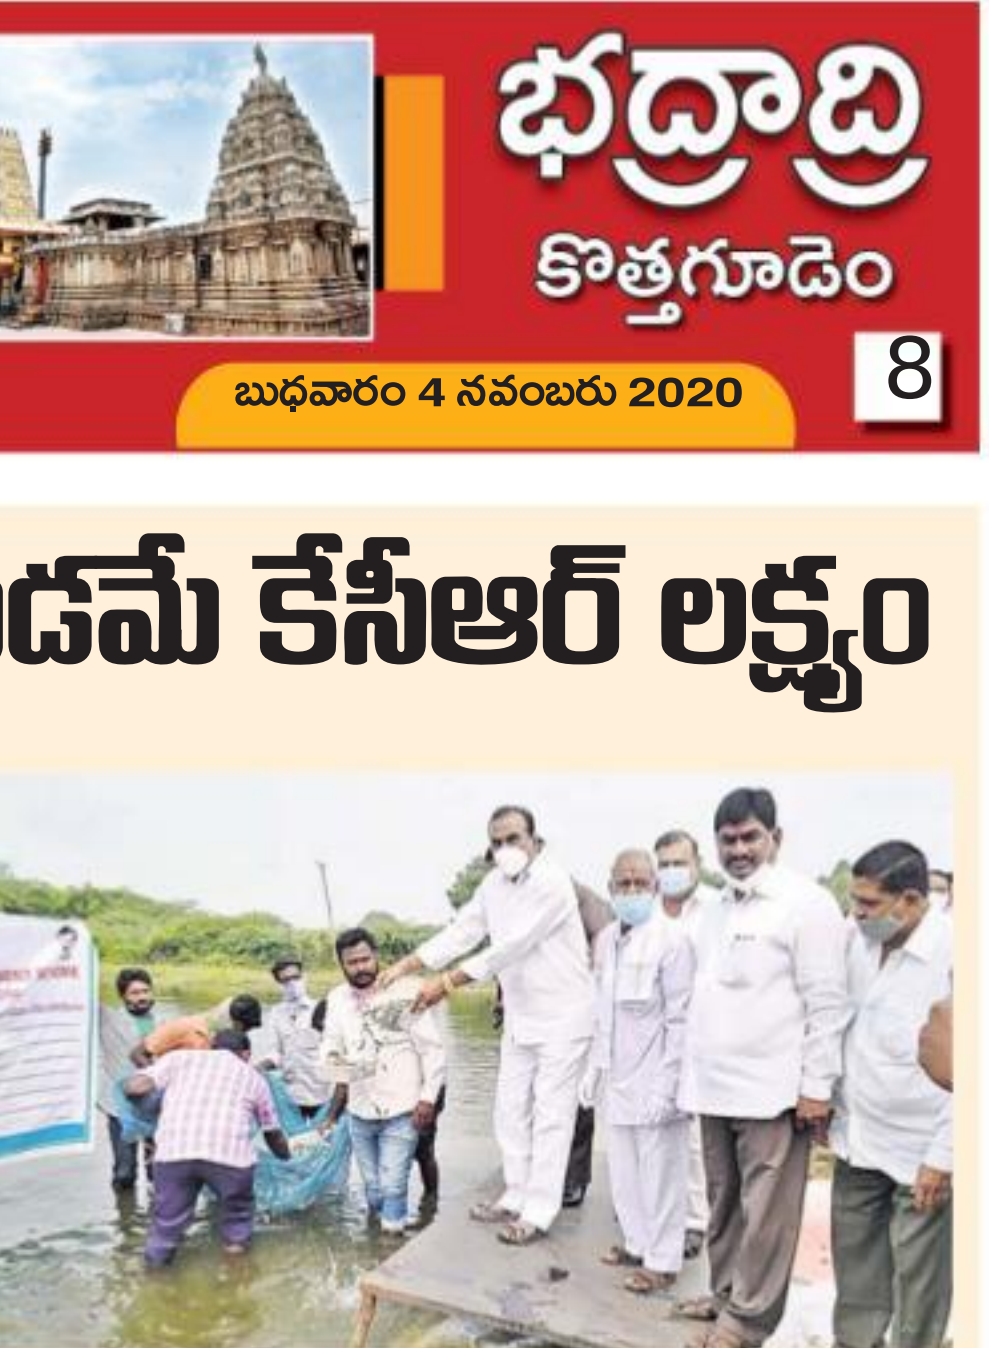 భద్రాద్రి
కొత్తగూడెం
8
బుధవారం 4 నవంబరు 2020
డమే కేసీఆర్ లక్ష్యం